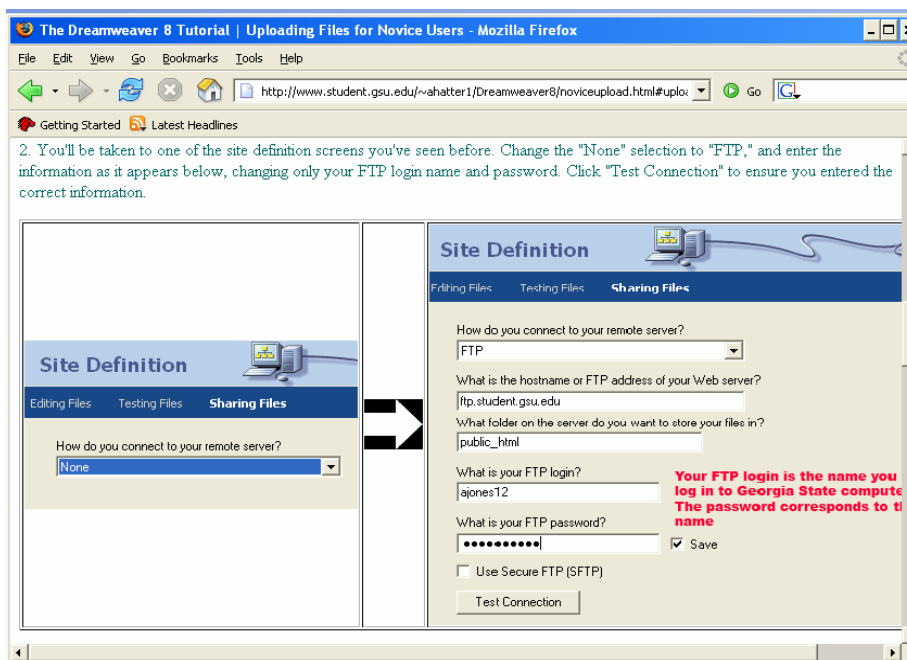 The Dreamweaver 8 Tutorial | Uploading Files for Novice Users - Mozilla Firefox
File Edit View Go Bookmarks Tools Help
http://www.student.gsu.edu/~ahatter1/Dreamweaver8/noviceupload.html#uploa Go G
Getting Started Latest Headlines
2. You'll be taken to one of the site definition screens you've seen before. Change the "None" selection to "FTP," and enter the
information as it appears below, changing only your FTP login name and password. Click "Test Connection" to ensure you entered the
correct information.
Site Definition
Editing Files Testing Files Sharing Files
How do you connect to your remote server?
None
Site Definition
Editing Files Testing Files Sharing Files
How do you connect to your remote server?
FTP
What is the hostname or FTP address of your Web server?
ftp.student.gsu.edu
What folder on the server do you want to store your files in?
public_html
What is your FTP login?
ajones12
Your FTP login is the name you
log in to Georgia State compute
The password corresponds to th
name
What is your FTP password?
Save
Use Secure FTP (SFTP)
Test Connection